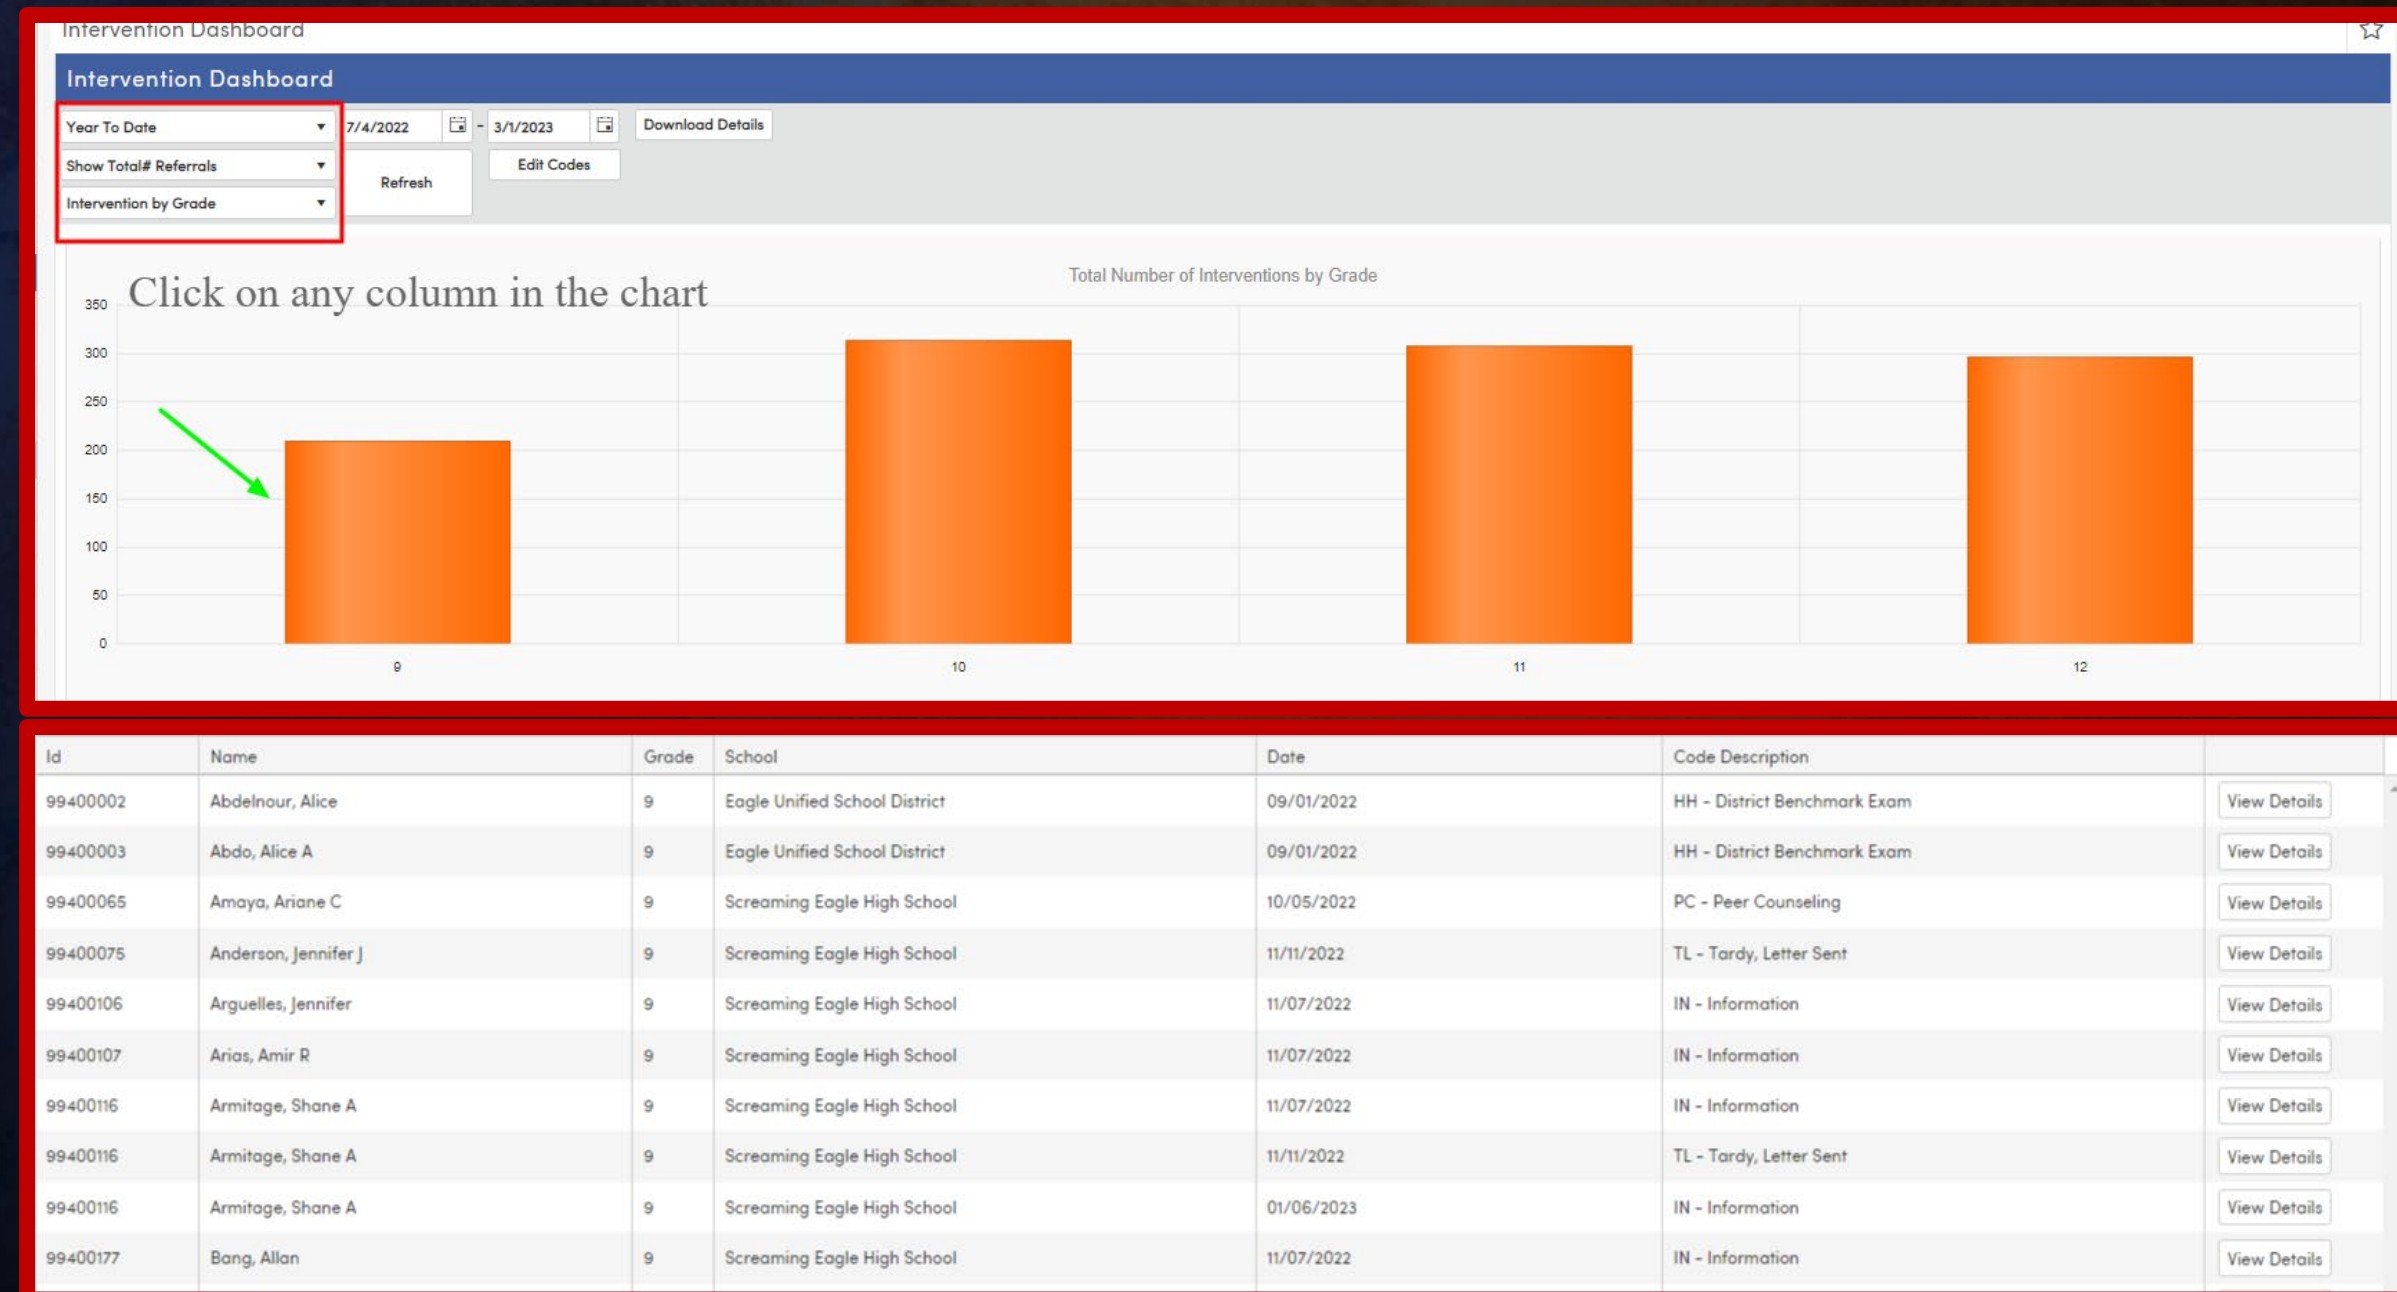 Intervention Dashboard
Intervention Dashboard
Year To Date 7/4/2022 - 3/1/2023 Download Details
Show Total# Referrals Refresh Edit Codes
Intervention by Grade
Click on any column in the chart
Total Number of Interventions by Grade
350
300
250
200
150
100
50
0
9 10 11 12
Id Name Grade School Date Code Description
99400002 Abdelnour, Alice 9 Eagle Unified School District 09/01/2022 HH - District Benchmark Exam View Details
99400003 Abdo, Alice A 9 Eagle Unified School District 09/01/2022 HH - District Benchmark Exam View Details
99400065 Amaya, Ariane C 9 Screaming Eagle High School 10/05/2022 PC - Peer Counseling View Details
99400075 Anderson, Jennifer J 9 Screaming Eagle High School 11/11/2022 TL - Tardy, Letter Sent View Details
99400106 Arguelles, Jennifer 9 Screaming Eagle High School 11/07/2022 IN - Information View Details
99400107 Arias, Amir R 9 Screaming Eagle High School 11/07/2022 IN - Information View Details
99400116 Armitage, Shane A 9 Screaming Eagle High School 11/07/2022 IN - Information View Details
99400116 Armitage, Shane A 9 Screaming Eagle High School 11/11/2022 TL - Tardy, Letter Sent View Details
99400116 Armitage, Shane A 9 Screaming Eagle High School 01/06/2023 IN - Information View Details
99400177 Bang, Allan 9 Screaming Eagle High School 11/07/2022 IN - Information View Details